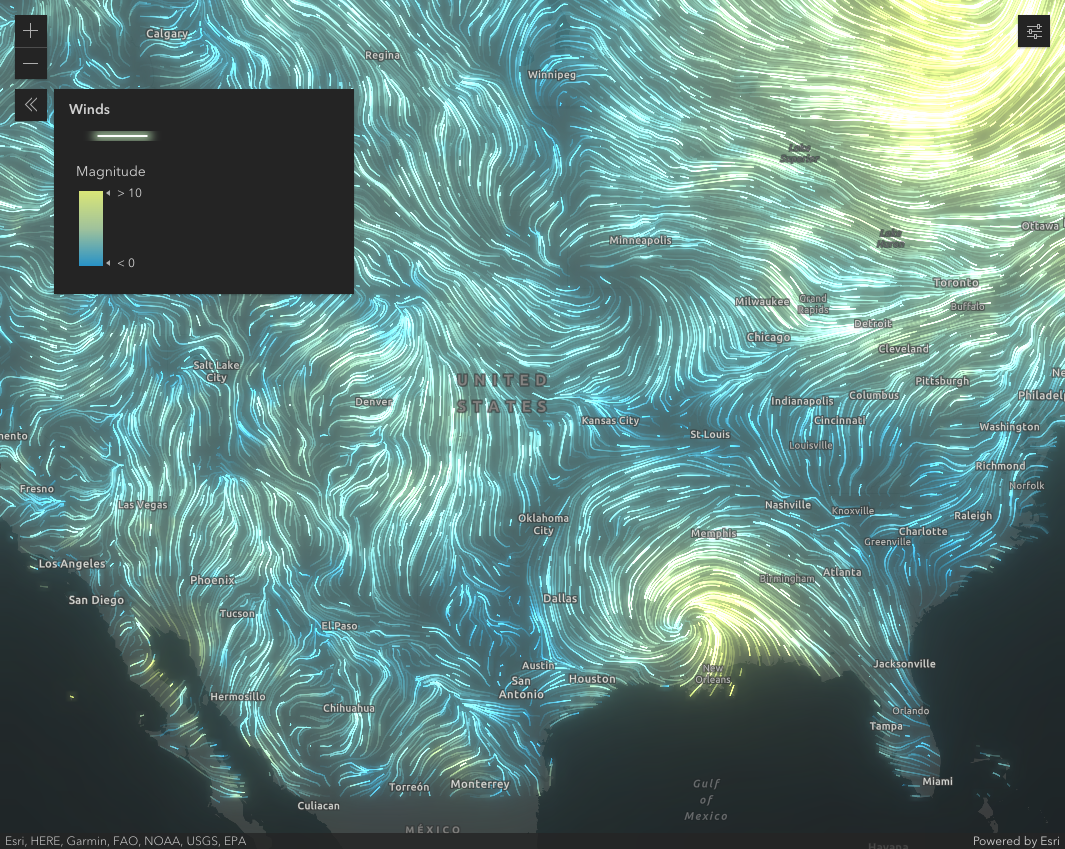 Calgary
Regina
Winnipeg
Winds
Magnitude
> 10
< 0
Lake
Superior
Minneapolis
Lake
Huron
Ottawa
Toronto
Milwaukee
Grand
Rapids
Buffalo
Detroit
Chicago
Cleveland
Salt Lake
City
UNITED
STATES
Pittsburgh
Denver
Indianapolis
Columbus
Ne
Philadelp
Kansas City
Cincinnati
St Louis
Washington
mento
Louisville
Richmond
Fresno
Norfolk
Las Vegas
Nashville
Knoxville
Raleigh
Oklahoma
City
Memphis
Charlotte
Greenville
Los Angeles
Phoenix
Birmingham
Atlanta
San Diego
Dallas
Tucson
El Paso
Austin
Jacksonville
New
Orleans
Houston
San
Antonio
Hermosillo
Chihuahua
Orlando
Tampa
Torreón
Monterrey
Miami
Gulf
of
Mexico
Culiacan
MÉXICO
Havana
Esri, HERE, Garmin, FAO, NOAA, USGS, EPA
Powered by Esri